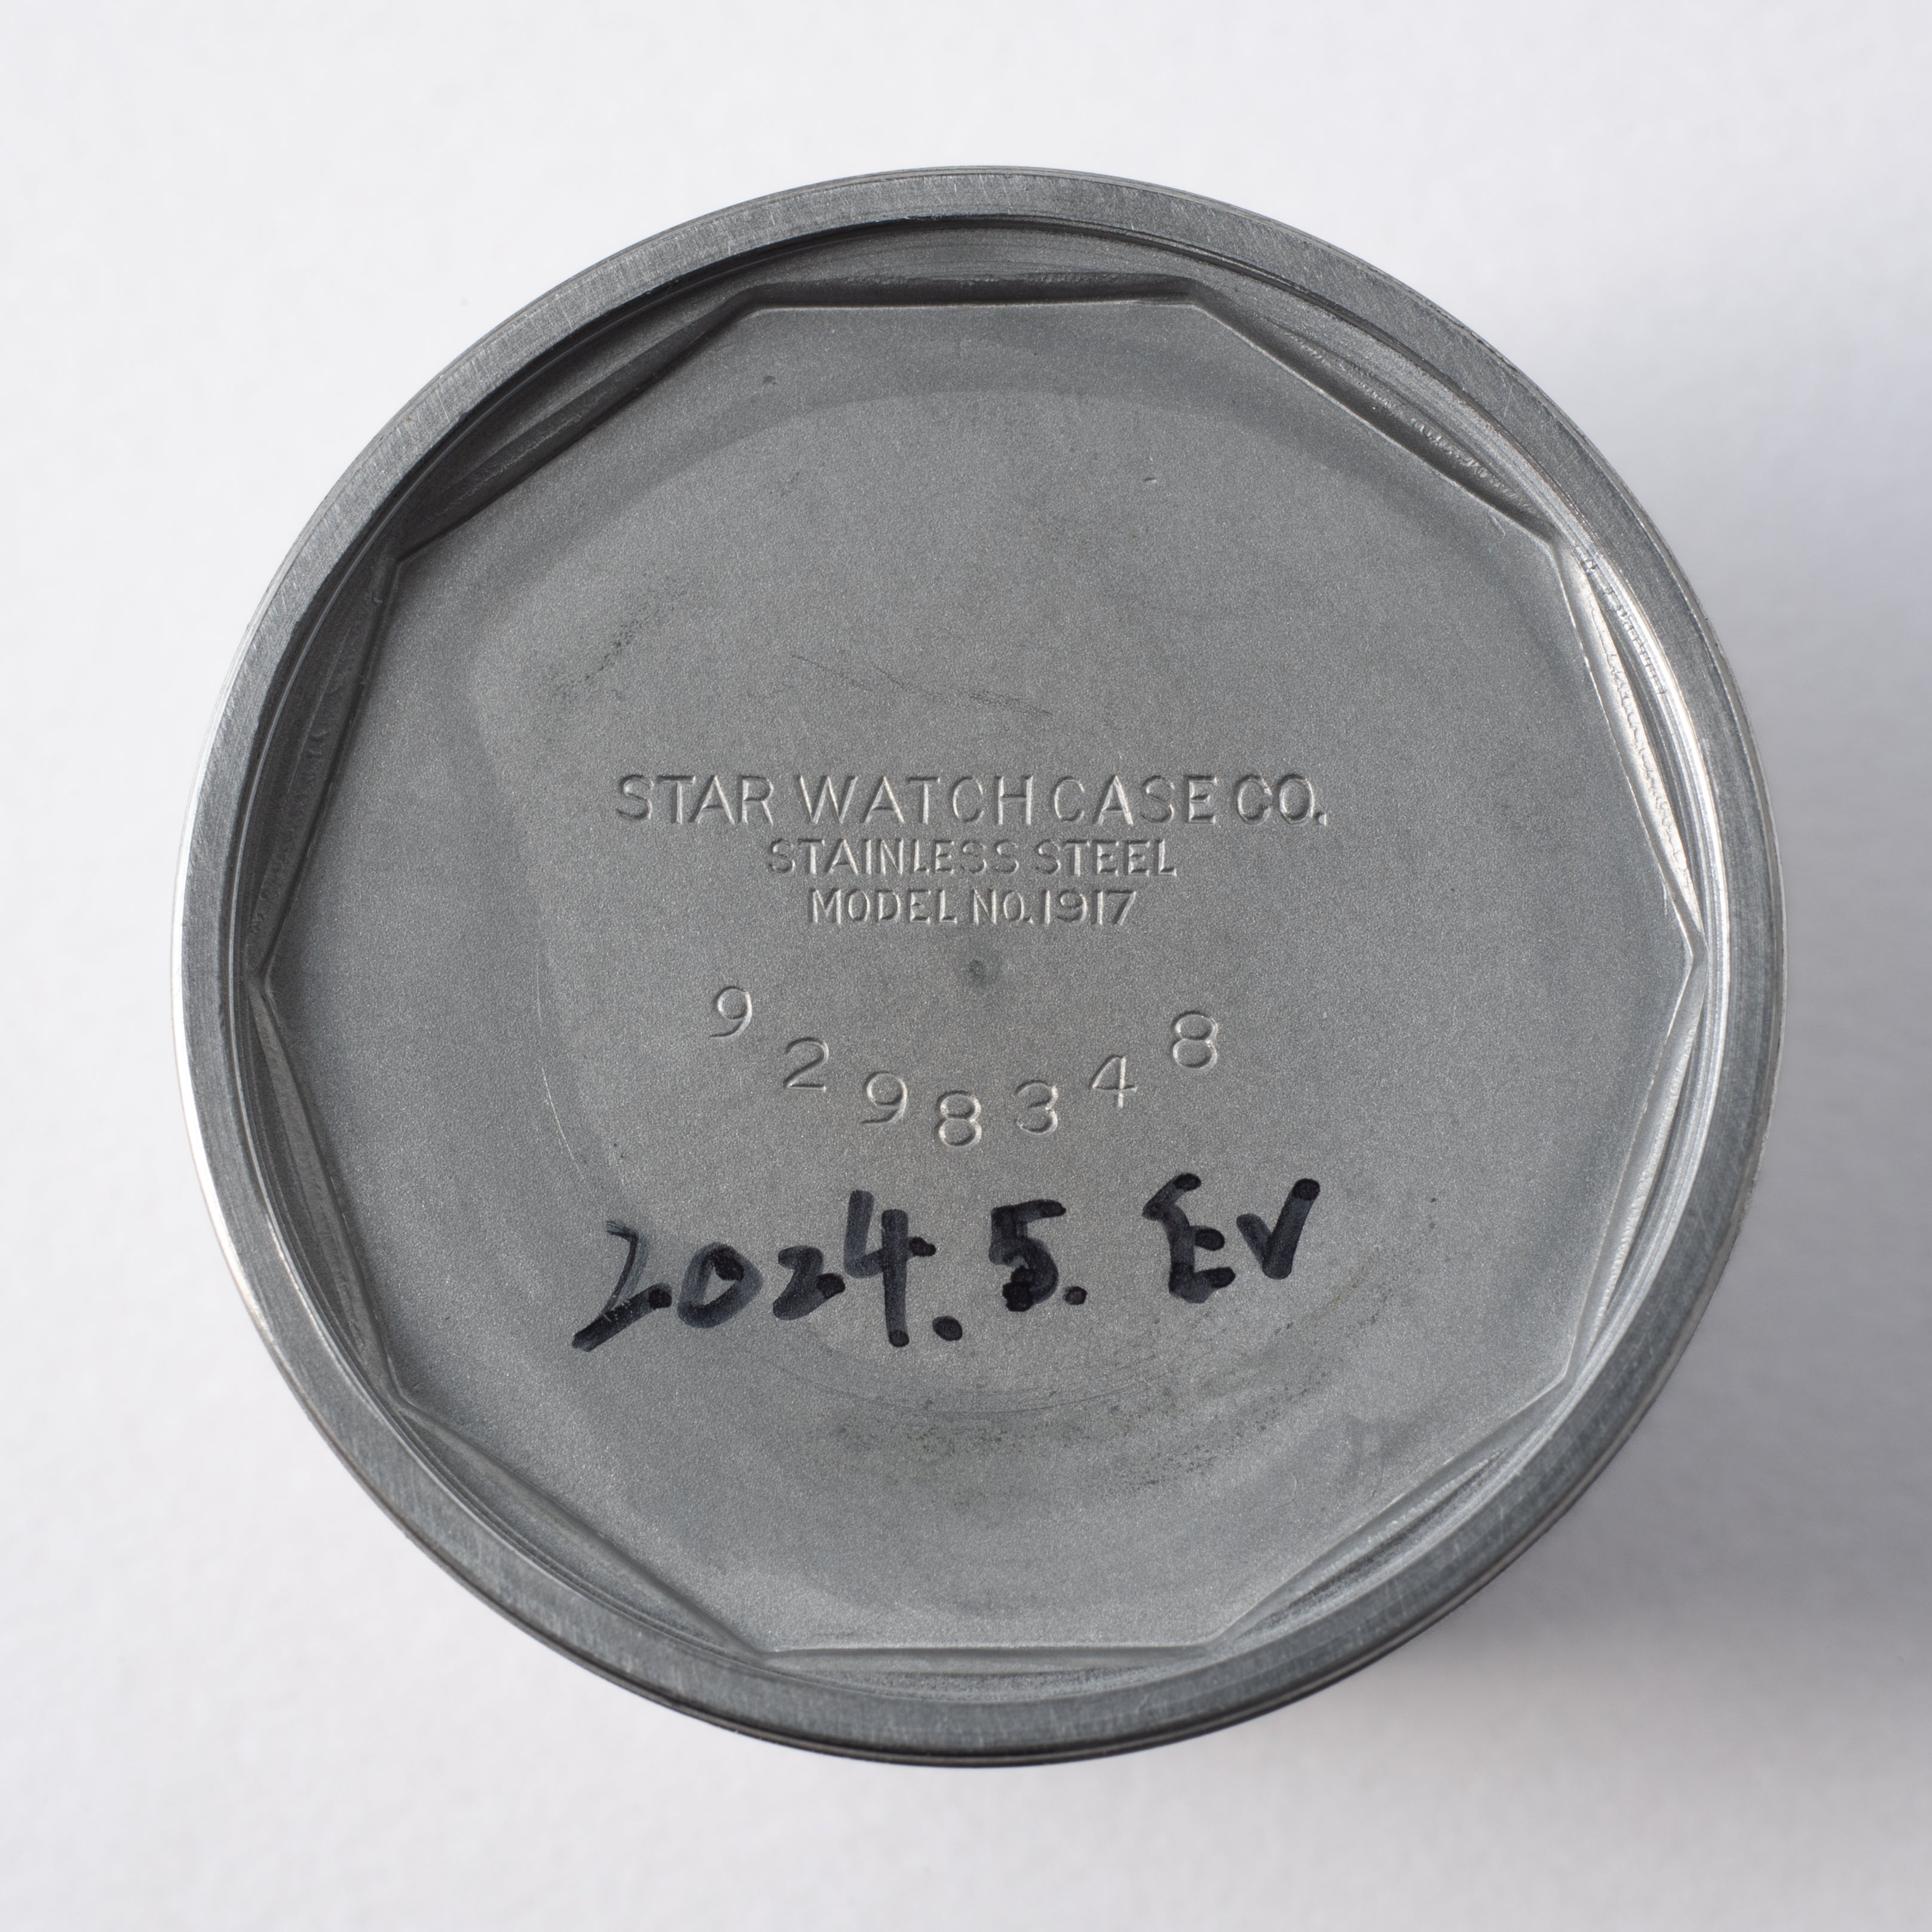 STAR WATCH CASE CO.
STAINLESS STEEL
MODEL NO. 1917
9298348
2024.5. EV